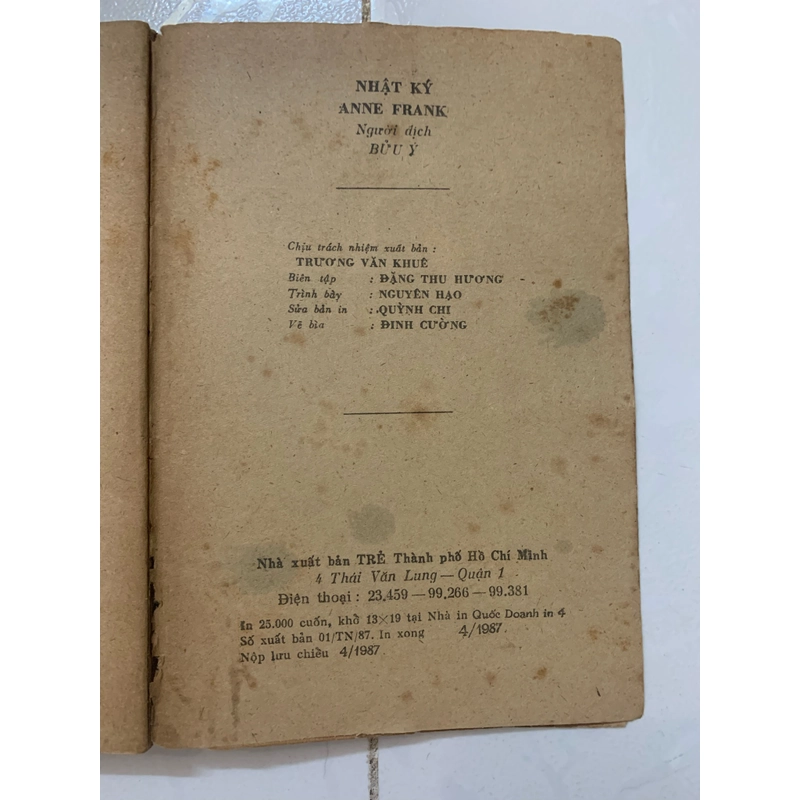 NHẬT KÝ
ANNE FRANK
Người dịch
BỬU Ý
Chịu trách nhiệm xuất bản :
TRƯƠNG VĂN KHUÊ
Biên tập : ĐẶNG THU HƯƠNG
Trình bày : NGUYÊN HẠO
Sửa bản in : QUỲNH CHI
Vẽ bìa : ĐINH CƯỜNG
Nhà xuất bản TRẺ Thành phố Hồ Chí Minh
4 Thái Văn Lung — Quận 1
Điện thoại : 23.459 — 99.266 — 99.381
In 25.000 cuốn, khổ 13×19 tại Nhà in Quốc Doanh in 4
Số xuất bản 01/TN/87. In xong 4/1987
Nộp lưu chiểu 4/1987